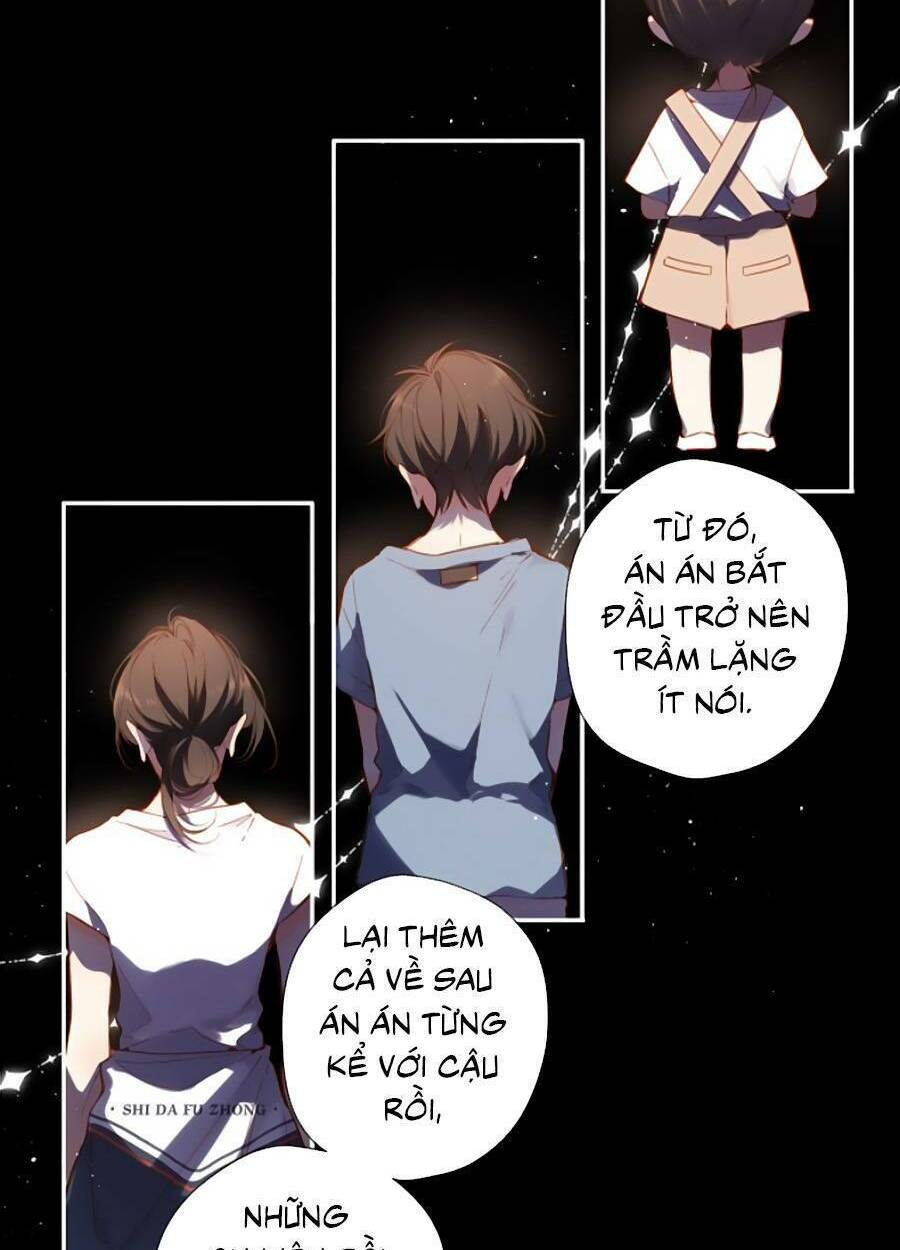 TỪ ĐÓ,
ÁN ÁN BẮT
ĐẦU TRỞ NÊN
TRẦM LẶNG
ÍT NÓI.
LẠI THÊM
CẢ VỀ SAU
ÁN ÁN TỪNG
KỂ VỚI CẬU
RỒI,
· SHI DA FU ZHONG ·
NHỮNG